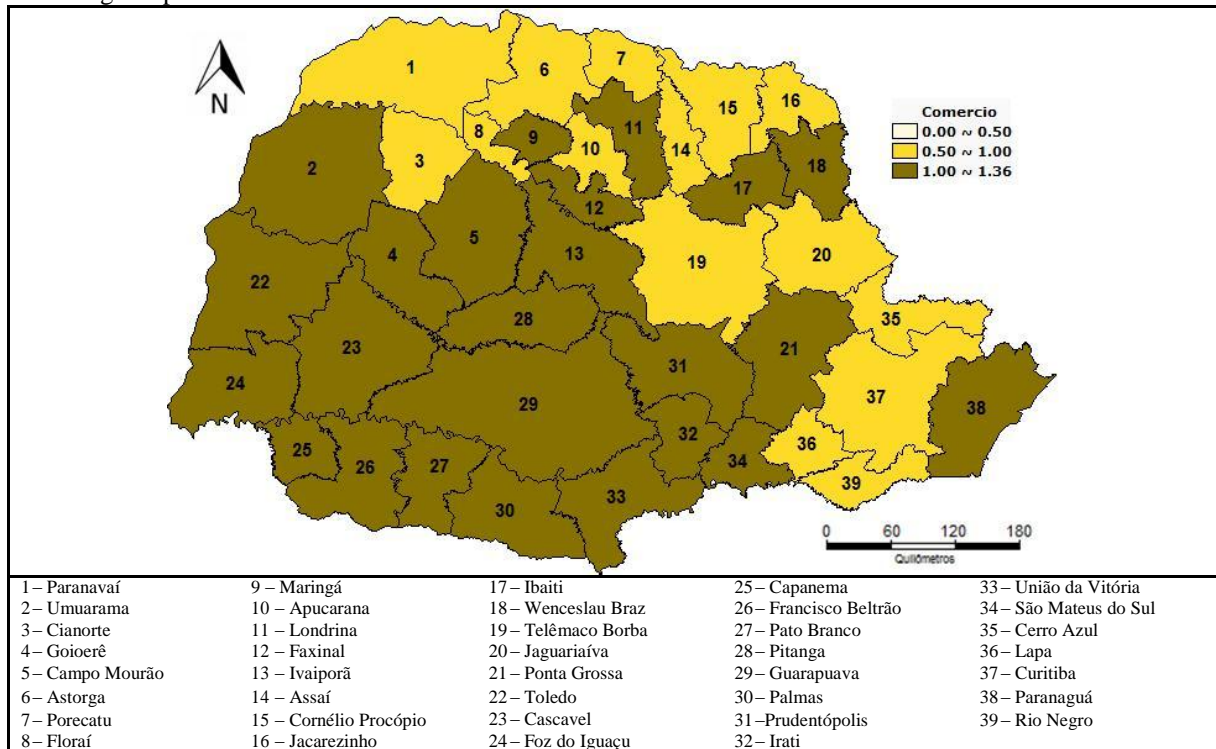 1
2
3
4
5
6
7
8
9
10
11
12
13
14
15
16
17
18
19
20
21
22
23
24
25
26
27
28
29
30
31
32
33
34
35
36
37
38
39
N
Comercio
0.00 ~ 0.50
0.50 ~ 1.00
1.00 ~ 1.36
0 60 120 180
Quilômetros
1 – Paranavaí 9 – Maringá 17 – Ibaiti 25 – Capanema 33 – União da Vitória
2 – Umuarama 10 – Apucarana 18 – Wenceslau Braz 26 – Francisco Beltrão 34 – São Mateus do Sul
3 – Cianorte 11 – Londrina 19 – Telêmaco Borba 27 – Pato Branco 35 – Cerro Azul
4 – Goioerê 12 – Faxinal 20 – Jaguariaíva 28 – Pitanga 36 – Lapa
5 – Campo Mourão 13 – Ivaiporã 21 – Ponta Grossa 29 – Guarapuava 37 – Curitiba
6 – Astorga 14 – Assaí 22 – Toledo 30 – Palmas 38 – Paranaguá
7 – Porecatu 15 – Cornélio Procópio 23 – Cascavel 31–Prudentópolis 39 – Rio Negro
8 – Floraí 16 – Jacarezinho 24 – Foz do Iguaçu 32 – Irati